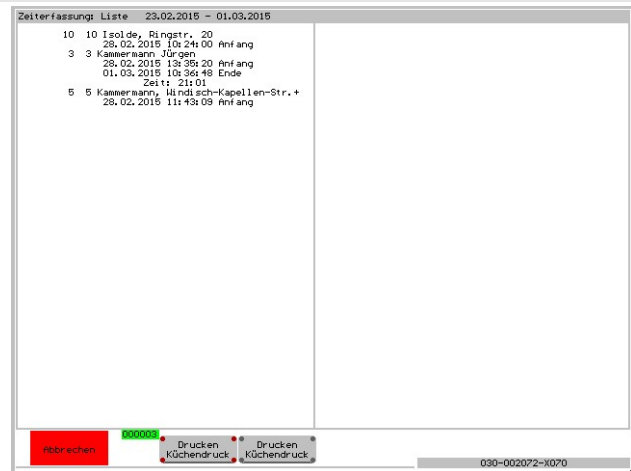 Zeiterfassung: Liste 23.02.2015 - 01.03.2015
10 10 Isolde, Ringstr. 20
28.02.2015 10:24:00 Anfang
3 3 Kammermann Jürgen
28.02.2015 13:35:20 Anfang
01.03.2015 10:36:48 Ende
Zeit: 21:01
5 5 Kammermann, Windisch-Kapellen-Str.+
28.02.2015 11:43:09 Anfang
000003
Abbrechen
Drucken Drucken
Küchendruck Küchendruck
030-002072-X070